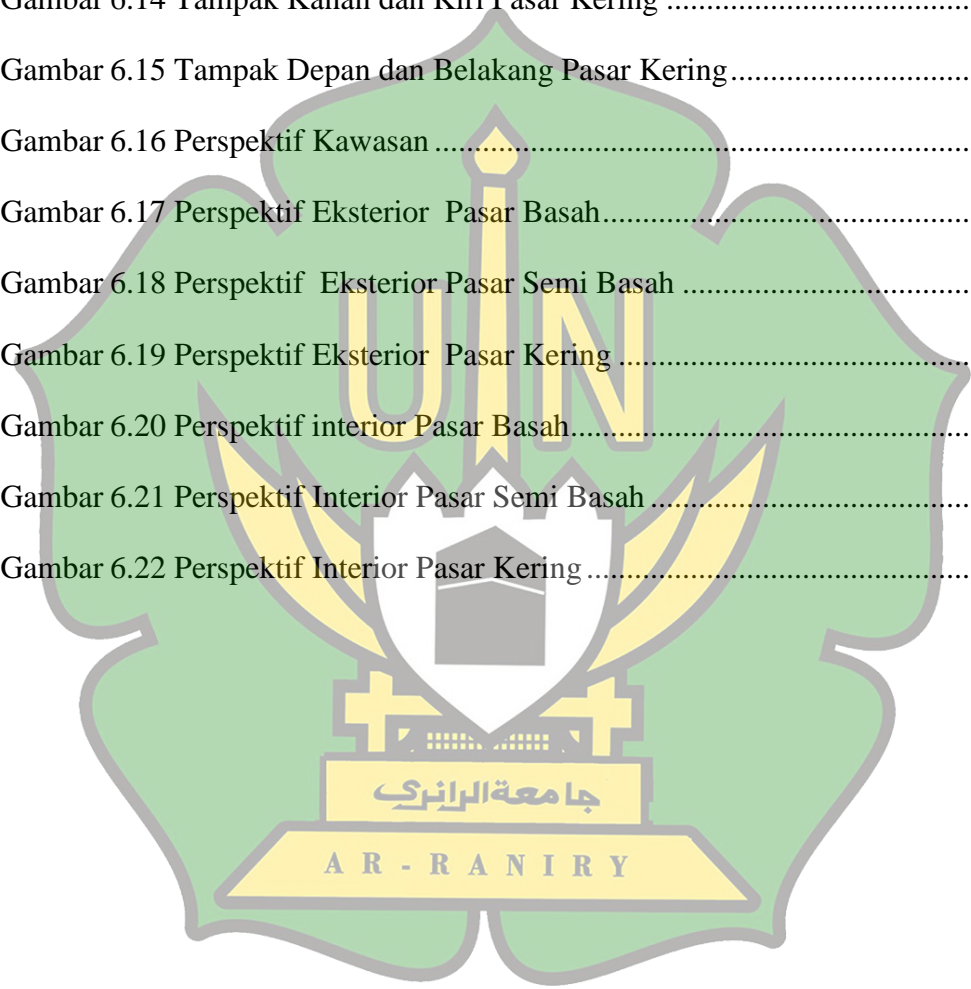 Gambar 6.14 Tampak Kanan dan Kiri Pasar Kering ...................................
Gambar 6.15 Tampak Depan dan Belakang Pasar Kering............................
Gambar 6.16 Perspektif Kawasan ...............................................................
Gambar 6.17 Perspektif Eksterior  Pasar Basah...........................................
Gambar 6.18 Perspektif  Eksterior Pasar Semi Basah .................................
Gambar 6.19 Perspektif Eksterior  Pasar Kering .........................................
Gambar 6.20 Perspektif interior Pasar Basah...............................................
Gambar 6.21 Perspektif Interior Pasar Semi Basah .....................................
Gambar 6.22 Perspektif Interior Pasar Kering .............................................
UIN
جامعة الرانري
AR-RANIRY